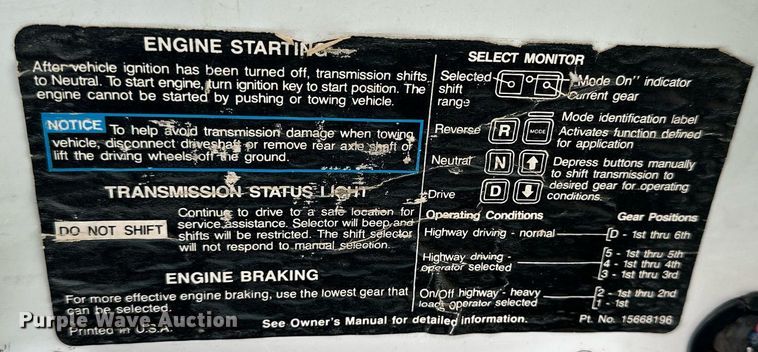 ENGINE STARTING
After vehicle ignition has been turned off, transmission shifts
to Neutral. To start engine, turn ignition key to start position. The
engine cannot be started by pushing or towing vehicle.
NOTICE To help avoid transmission damage when towing
vehicle, disconnect driveshaft or remove rear axle shaft or
lift the driving wheels off the ground.
TRANSMISSION STATUS LIGHT
DO NOT SHIFT
Continue to drive to a safe location for
service assistance. Selector will beep and
shifts will be restricted. The shift selector
will not respond to manual selection.
ENGINE BRAKING
For more effective engine braking, use the lowest gear that
can be selected.
Printed in U.S.A.
SELECT MONITOR
Selected
shift
range
Mode On" indicator
Current gear
Mode identification label
Reverse R MODE Activates function defined
for application
Neutral N ↑ Depress buttons manually
to shift transmission to
Drive D ↓ desired gear for operating
conditions.
Operating Conditions Gear Positions
Highway driving - normal [D - 1st thru 6th
Highway driving - [5 - 1st thru 5th
operator selected 4 - 1st thru 4th
3 - 1st thru 3rd
On/Off highway - heavy [2 - 1st thru 2nd
load, operator selected 1 - 1st
See Owner's Manual for detailed information. Pt. No. 15668196
Purple Wave Auction